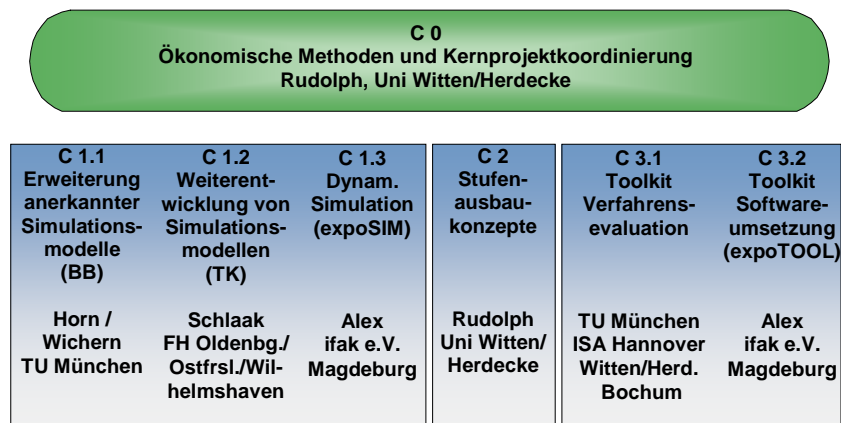 C 0
Ökonomische Methoden und Kernprojektkoordinierung
Rudolph, Uni Witten/Herdecke
C 1.1
Erweiterung
anerkannter
Simulations-
modelle
(BB)
Horn /
Wichern
TU München
C 1.2
Weiterent-
wicklung von
Simulations-
modellen
(TK)
Schlaak
FH Oldenbg./
Ostfrsl./Wil-
helmshaven
C 1.3
Dynam.
Simulation
(expoSIM)
Alex
ifak e.V.
Magdeburg
C 2
Stufen-
ausbau-
konzepte
Rudolph
Uni Witten/
Herdecke
C 3.1
Toolkit
Verfahrens-
evaluation
TU München
ISA Hannover
Witten/Herd.
Bochum
C 3.2
Toolkit
Software-
umsetzung
(expoTOOL)
Alex
ifak e.V.
Magdeburg